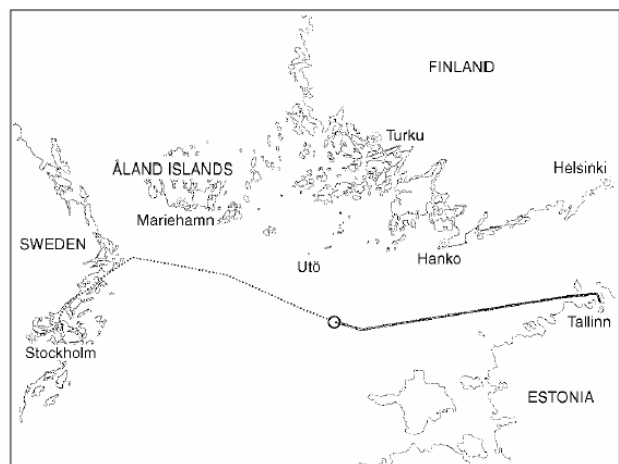 FINLAND
Turku
ÅLAND ISLANDS
Helsinki
Mariehamn
SWEDEN
Utö
Hanko
Tallinn
Stockholm
ESTONIA